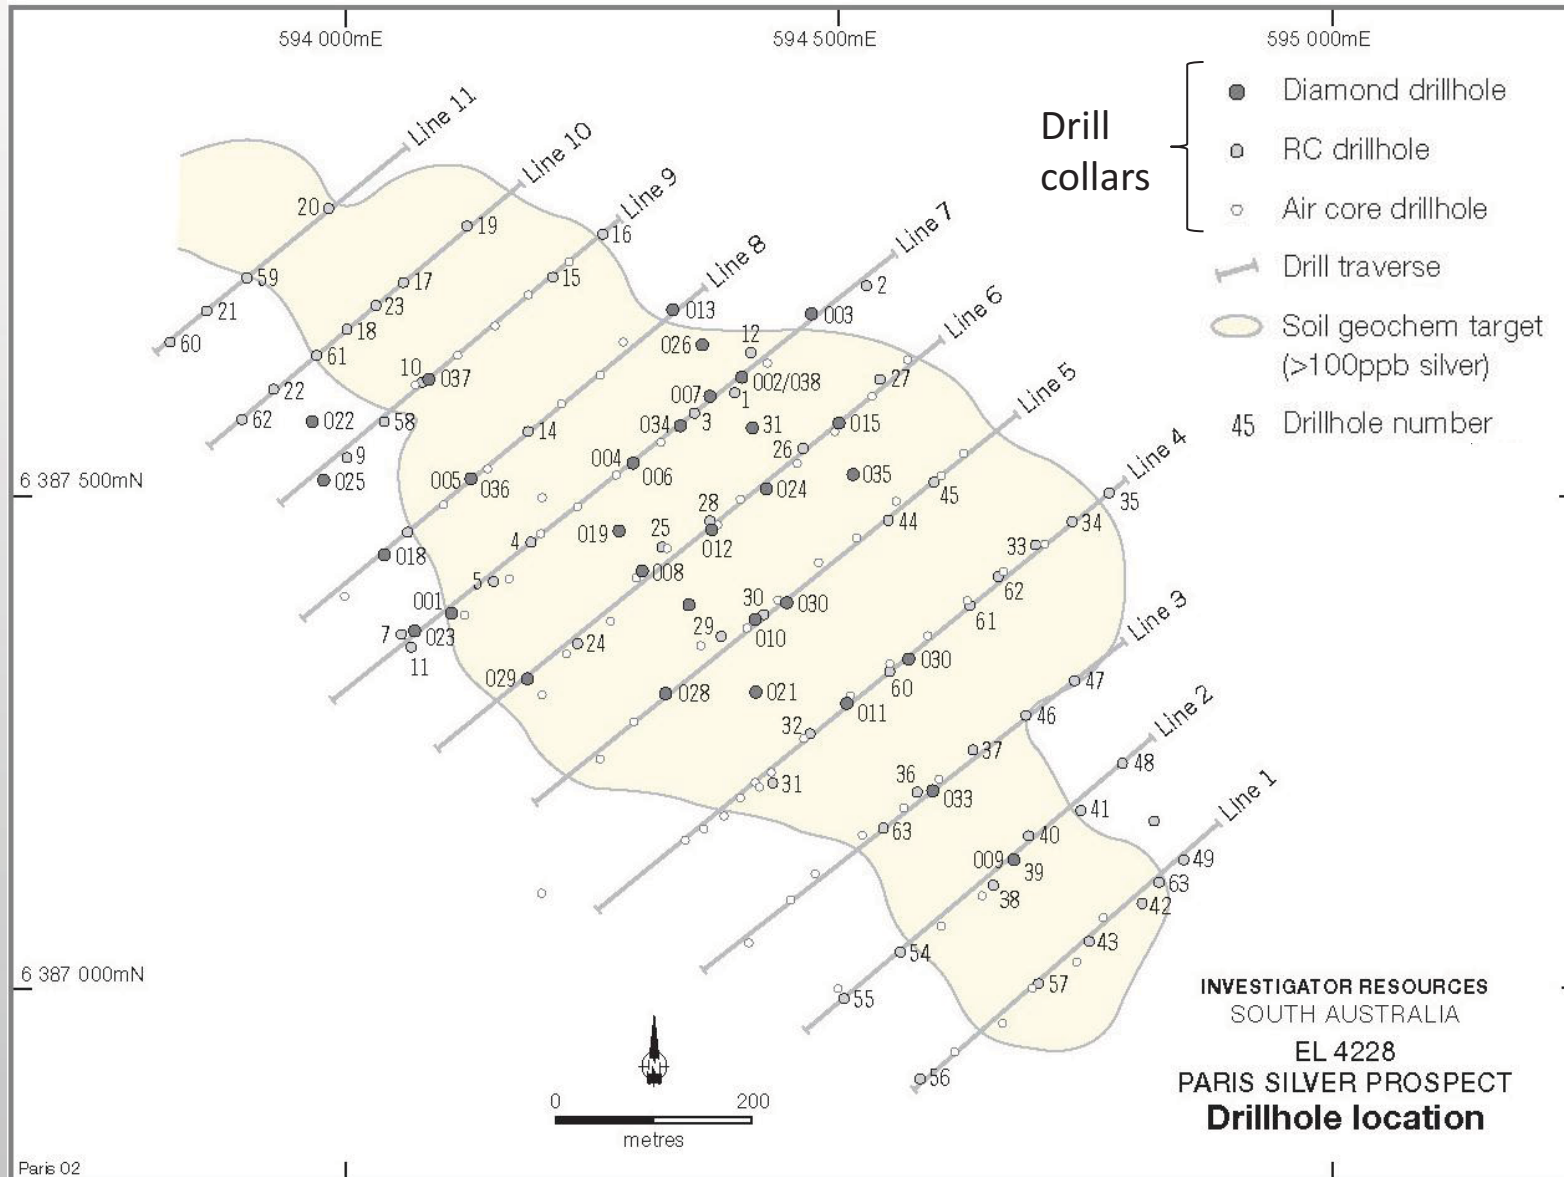 594 000mE
594 500mE
595 000mE
Drill
collars
Diamond drillhole
RC drillhole
Air core drillhole
Drill traverse
Soil geochem target
(>100ppb silver)
45 Drillhole number
Line 11
Line 10
Line 9
Line 8
Line 7
Line 6
Line 5
Line 4
Line 3
Line 2
Line 1
20
59
21
60
19
17
23
18
61
22
62
022
16
15
10
037
58
9
025
013
026
14
005
036
018
2
003
12
002/038
1
007
034
3
31
004
006
4
5
001
7
023
11
27
015
26
035
024
28
012
019
25
008
24
029
45
44
30
030
010
29
028
021
35
34
33
62
61
030
60
011
32
31
47
46
37
36
033
63
48
41
40
009
39
38
54
55
49
63
42
43
57
56
6 387 500mN
6 387 000mN
N
0
200
metres
INVESTIGATOR RESOURCES
SOUTH AUSTRALIA
EL 4228
PARIS SILVER PROSPECT
Drillhole location
Paris 02